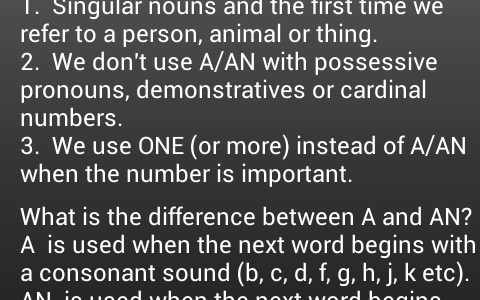 1.  Singular nouns and the first time we
refer to a person, animal or thing.
2.  We don't use A/AN with possessive
pronouns, demonstratives or cardinal
numbers.
3.  We use ONE (or more) instead of A/AN
when the number is important.
What is the difference between A and AN?
A  is used when the next word begins with
a consonant sound (b, c, d, f, g, h, j, k etc).
AN  is used when the next word begins